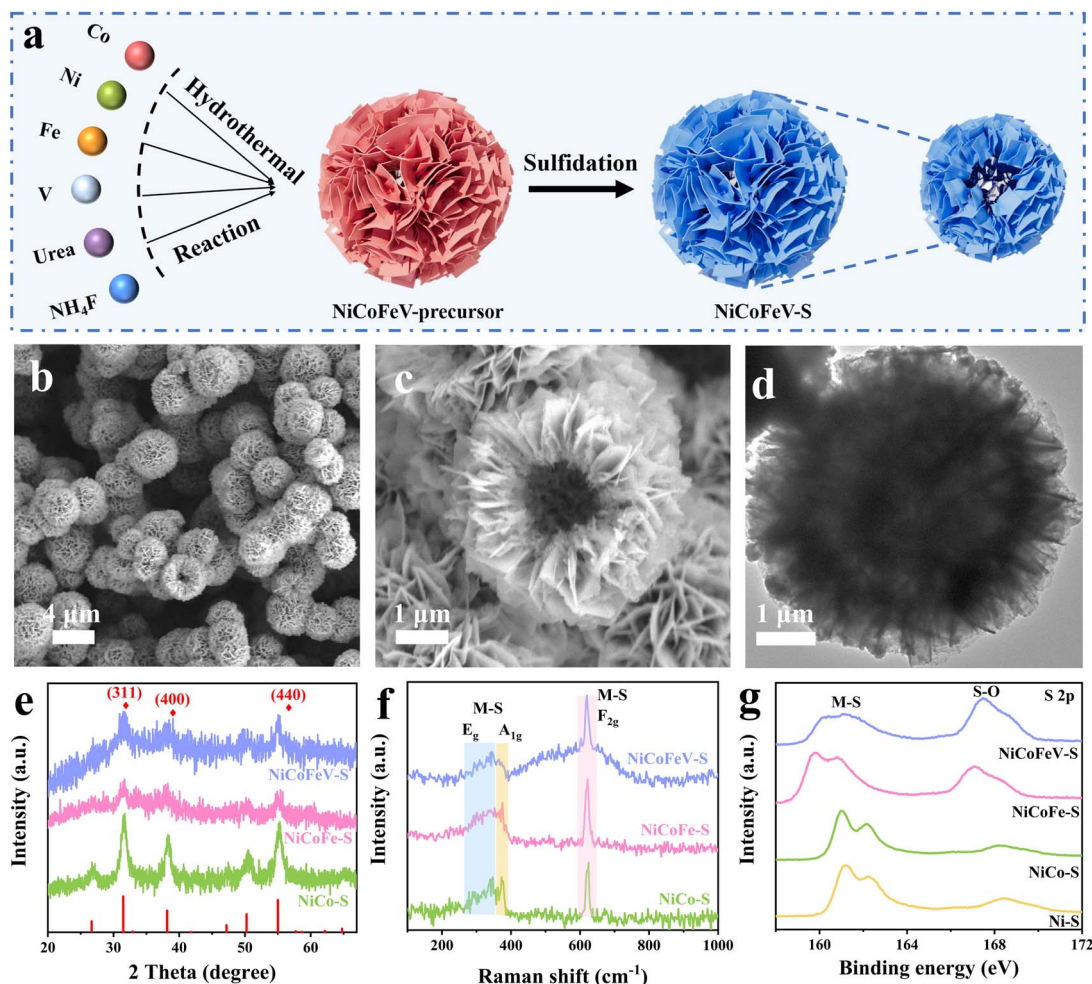 a
Co
Ni
Fe
V
Urea
NH₄F
Hydrothermal
Reaction
NiCoFeV-precursor
Sulfidation
NiCoFeV-S
b
4 μm
c
1 μm
d
1 μm
e
(311)
(400)
(440)
NiCoFeV-S
NiCoFe-S
NiCo-S
Intensity (a.u.)
20 30 40 50 60
2 Theta (degree)
f
M-S
E_g A_1g
M-S
F_2g
NiCoFeV-S
NiCoFe-S
NiCo-S
Intensity (a.u.)
200 400 600 800 1000
Raman shift (cm⁻¹)
g
S 2p
M-S
S-O
NiCoFeV-S
NiCoFe-S
NiCo-S
Ni-S
Intensity (a.u.)
160 164 168 172
Binding energy (eV)